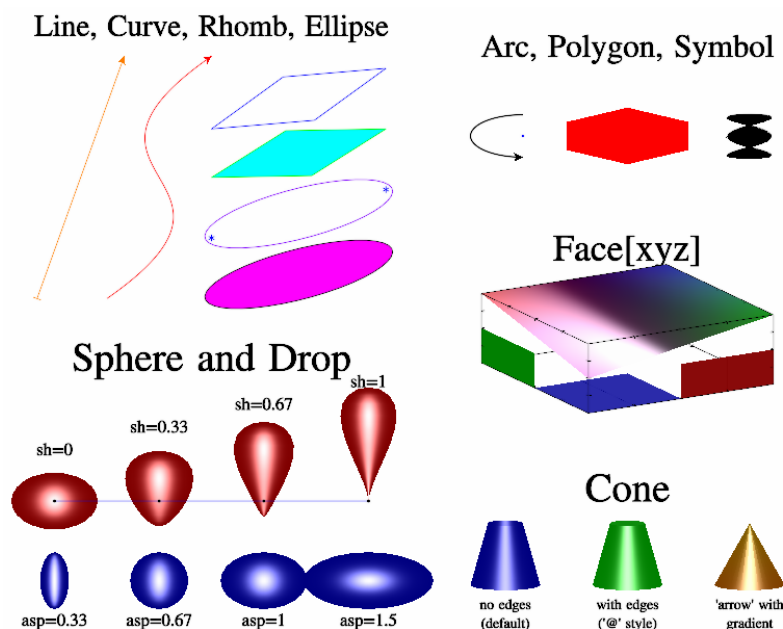 Line, Curve, Rhomb, Ellipse
Arc, Polygon, Symbol
*
*
Face[xyz]
Sphere and Drop
sh=0
sh=0.33
sh=0.67
sh=1
asp=0.33
asp=0.67
asp=1
asp=1.5
Cone
no edges
(default)
with edges
('@' style)
'arrow' with
gradient